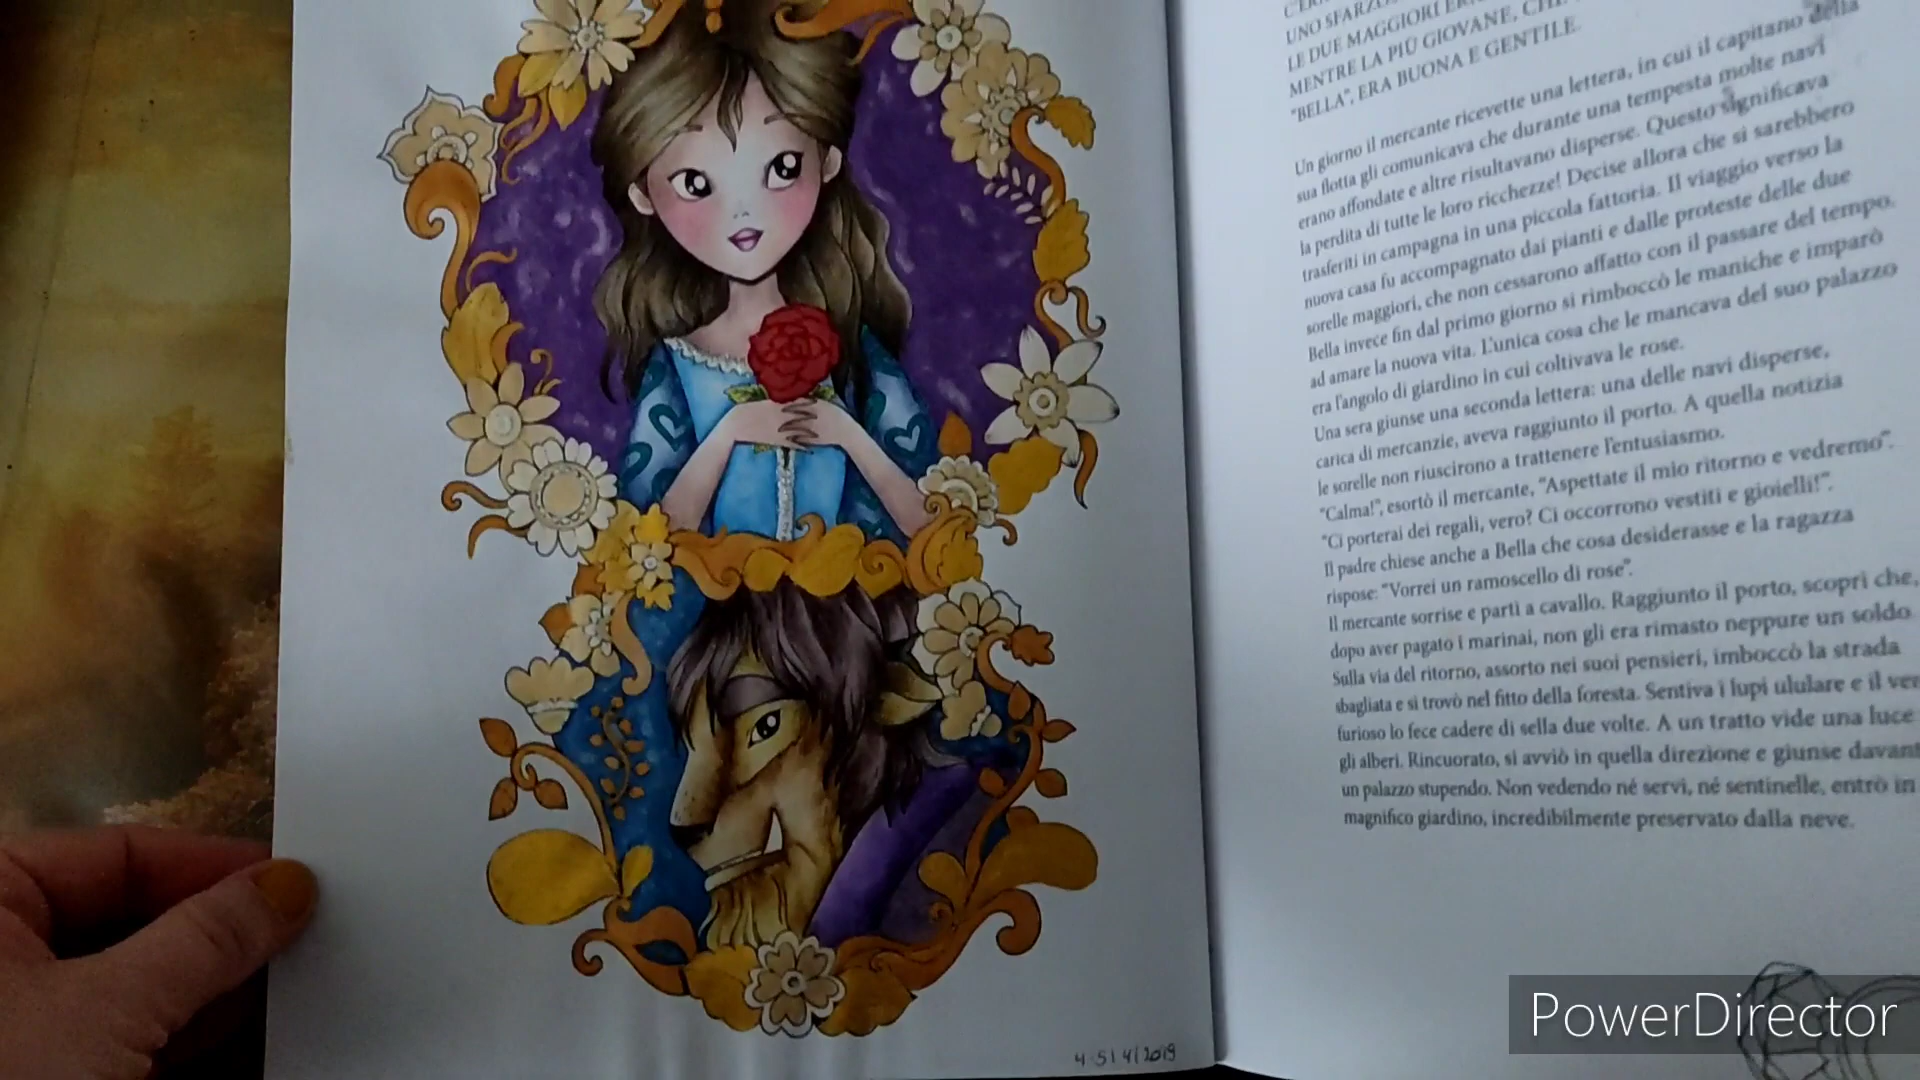 UNO SFARZO
LE DUE MAGGIORI
MENTRE LA PIÙ GIOVANE,
"BELLA", ERA BUONA E GENTILE.
Un giorno il mercante ricevette una lettera, in cui il capitano della
sua flotta gli comunicava che durante una tempesta molte navi
erano affondate e altre risultavano disperse. Questo significava
la perdita di tutte le loro ricchezze! Decise allora che si sarebbero
trasferiti in campagna in una piccola fattoria. Il viaggio verso la
nuova casa fu accompagnato dai pianti e dalle proteste delle due
sorelle maggiori, che non cessarono affatto con il passare del tempo.
Bella invece fin dal primo giorno si rimboccò le maniche e imparò
ad amare la nuova vita. L'unica cosa che le mancava del suo palazzo
era l'angolo di giardino in cui coltivava le rose.
Una sera giunse una seconda lettera: una delle navi disperse,
carica di mercanzie, aveva raggiunto il porto. A quella notizia
le sorelle non riuscirono a trattenere l'entusiasmo.
"Calma!", esortò il mercante, "Aspettate il mio ritorno e vedremo".
"Ci porterai dei regali, vero? Ci occorrono vestiti e gioielli!".
Il padre chiese anche a Bella che cosa desiderasse e la ragazza
rispose: "Vorrei un ramoscello di rose".
Il mercante sorrise e partì a cavallo. Raggiunto il porto, scoprì che,
dopo aver pagato i marinai, non gli era rimasto neppure un soldo
Sulla via del ritorno, assorto nei suoi pensieri, imboccò la strada
sbagliata e si trovò nel fitto della foresta. Sentiva i lupi ululare e il
furioso lo fece cadere di sella due volte. A un tratto vide una luce
gli alberi. Rincuorato, si avviò in quella direzione e giunse davant
un palazzo stupendo. Non vedendo né servi, né sentinelle, entrò in
magnifico giardino, incredibilmente preservato dalla neve.
PowerDirector